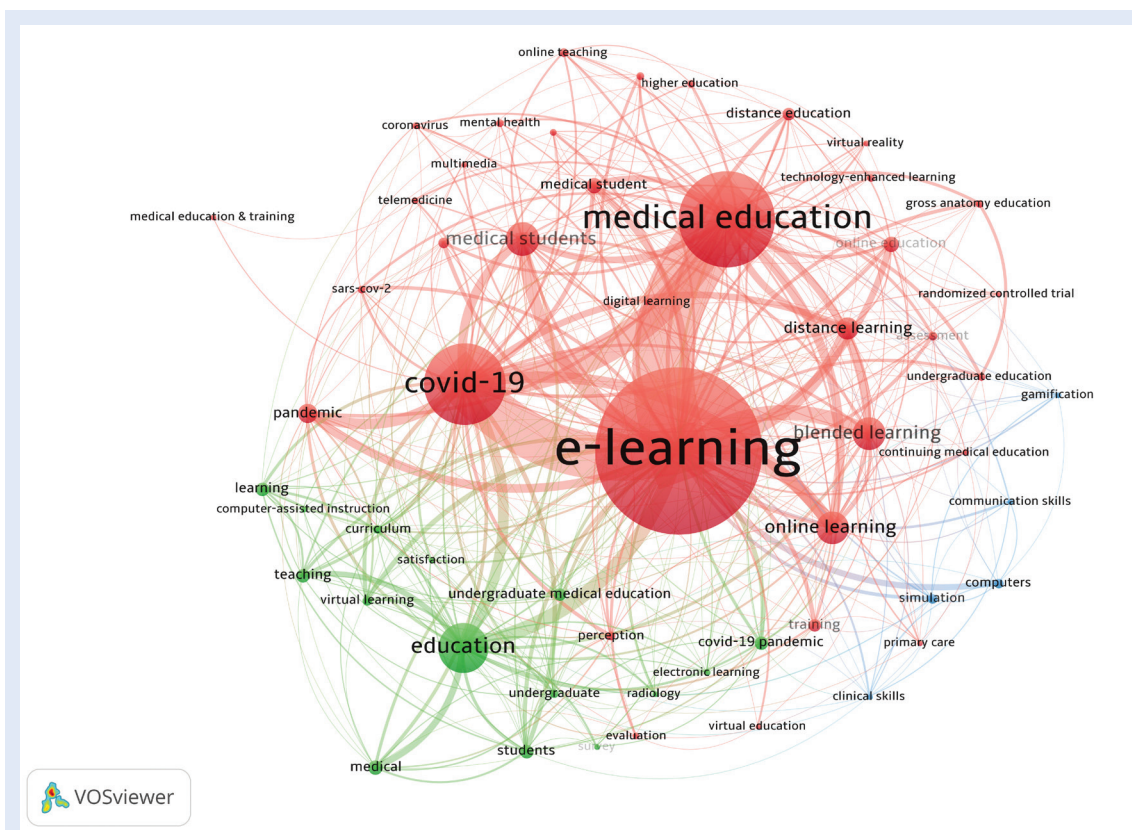 online teaching
higher education
distance education
coronavirus
mental health
virtual reality
multimedia
technology-enhanced learning
medical student
telemedicine
gross anatomy education
medical education & training
medical education
medical students
online education
sars-cov-2
digital learning
randomized controlled trial
distance learning
assessment
undergraduate education
covid-19
gamification
pandemic
e-learning
blended learning
continuing medical education
learning
communication skills
computer-assisted instruction
curriculum
online learning
satisfaction
teaching
computers
virtual learning
undergraduate medical education
simulation
training
perception
education
covid-19 pandemic
primary care
electronic learning
undergraduate
radiology
clinical skills
virtual education
evaluation
survey
students
medical
VOSviewer